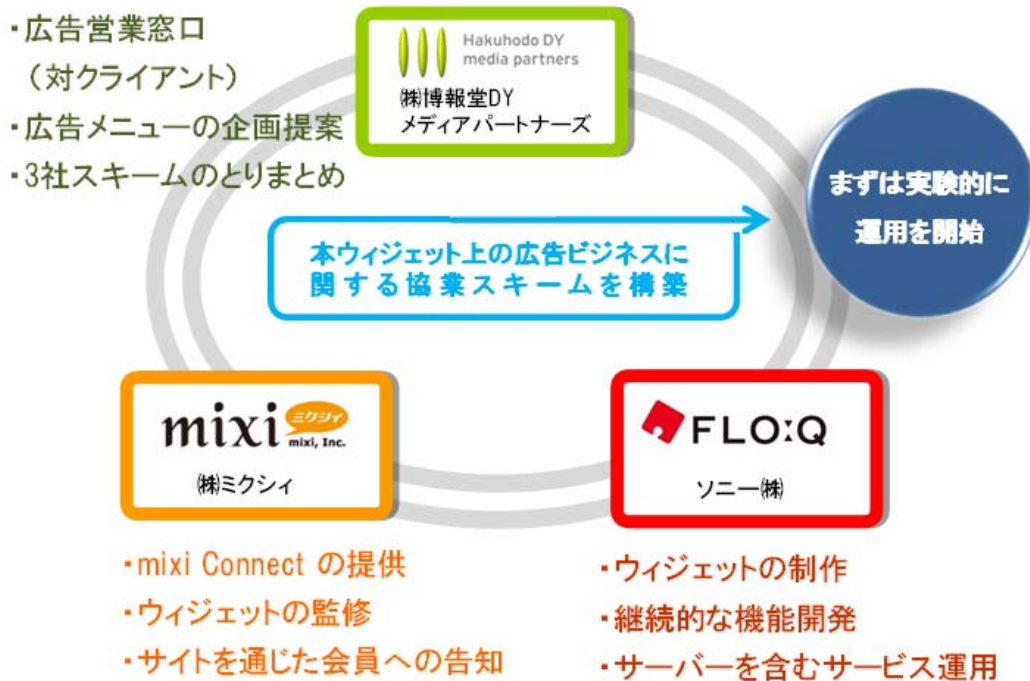 ・広告営業窓口
（対クライアント）
・広告メニューの企画提案
・3社スキームのとりまとめ
Hakuhodo DY
media partners
㈱博報堂DY
メディアパートナーズ
まずは実験的に
運用を開始
本ウィジェット上の広告ビジネスに
関する協業スキームを構築
mixi ミクシィ
mixi, Inc.
㈱ミクシィ
FLO:Q
ソニー㈱
・mixi Connect の提供
・ウィジェットの監修
・サイトを通じた会員への告知
・ウィジェットの制作
・継続的な機能開発
・サーバーを含むサービス運用